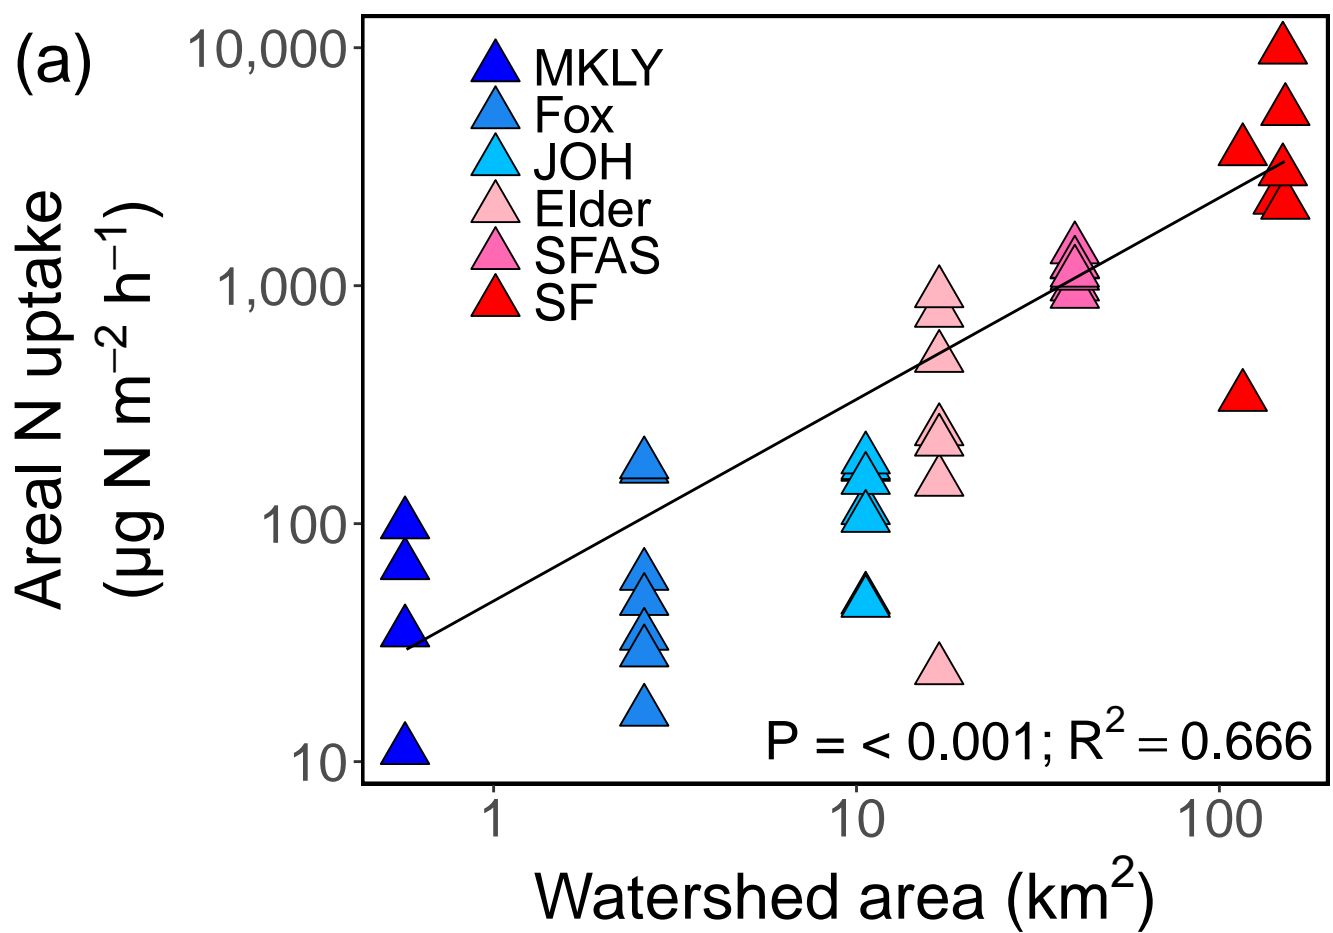 (a)
10,000
1,000
100
10
Areal N uptake
(µg N m⁻² h⁻¹)
MKLY
Fox
JOH
Elder
SFAS
SF
P = < 0.001; R² = 0.666
1 10 100
Watershed area (km²)